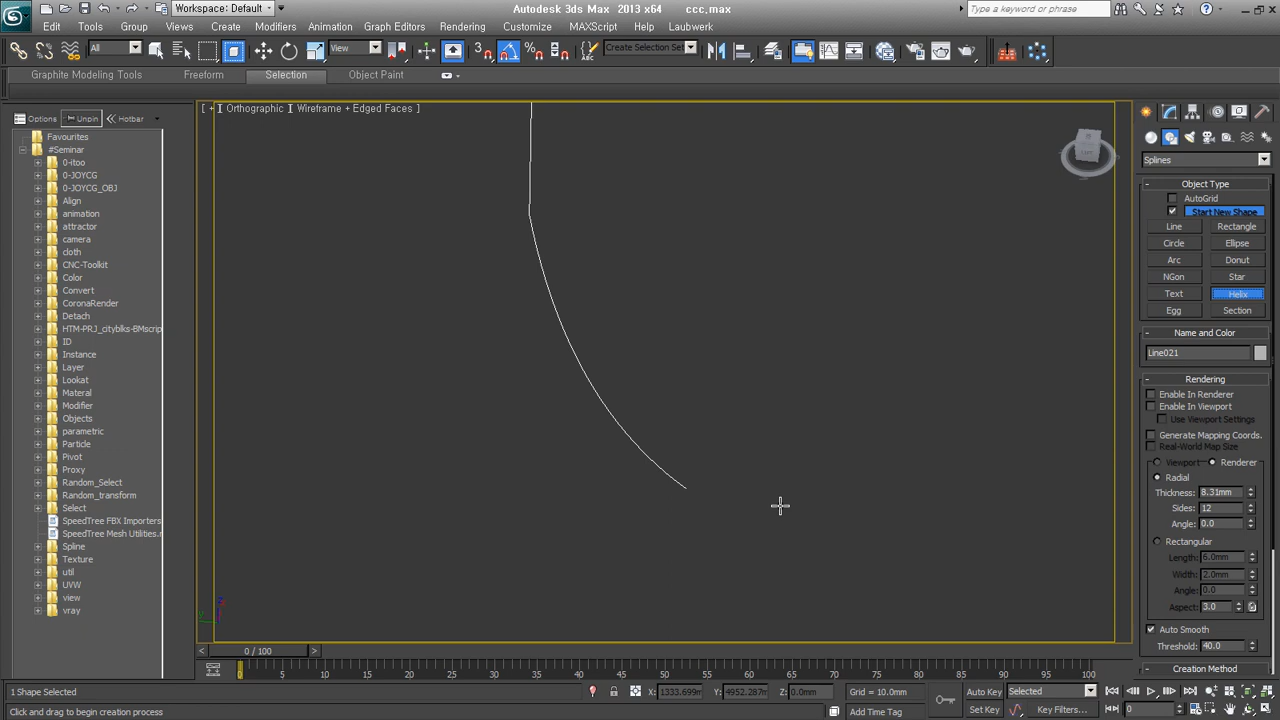 Workspace: Default
Autodesk 3ds Max 2013 x64 ccc,max
Type a keyword or phrase
Edit Tools Group Views Create Modifiers Animation Graph Editors Rendering Customize MAXScript Help Laubwerk
All View Create Selection Set
Graphite Modeling Tools Freeform Selection Object Paint
Options Unpin Hotbar
[ + ] Orthographic ] Wireframe + Edged Faces ]
Favourites
#Seminar
0-itoo
0-JOYCG
0-JOYCG_OBJ
Align
animation
attractor
camera
cloth
CNC-Toolkit
Color
Convert
CoronaRender
Detach
HTM-PRJ_cityblks-BMscrip
ID
Instance
Layer
Lookat
Materal
Modifier
Objects
parametric
Particle
Pivot
Proxy
Random_Select
Random_transform
Select
SpeedTree FBX Importers
SpeedTree Mesh Utilities.r
Spline
Texture
util
UVW
view
vray
Splines
Object Type
AutoGrid
Start New Shape
Line Rectangle
Circle Ellipse
Arc Donut
NGon Star
Text Helix
Egg Section
Name and Color
Line021
Rendering
Enable In Renderer
Enable In Viewport
Use Viewport Settings
Generate Mapping Coords.
Real-World Map Size
Viewport Renderer
Radial
Thickness: 8.31mm
Sides: 12
Angle: 0.0
Rectangular
Length: 6.0mm
Width: 2.0mm
Angle: 0.0
Aspect: 3.0
Auto Smooth
Threshold: 40.0
Creation Method
0 / 100
0 5 10 15 20 25 30 35 40 45 50 55 60 65 70 75 80 85 90 95 100
1 Shape Selected X: 1333.699m Y: 4952.287m Z: 0.0mm Grid = 10.0mm Auto Key Selected
Click and drag to begin creation process Add Time Tag Set Key Key Filters... 0